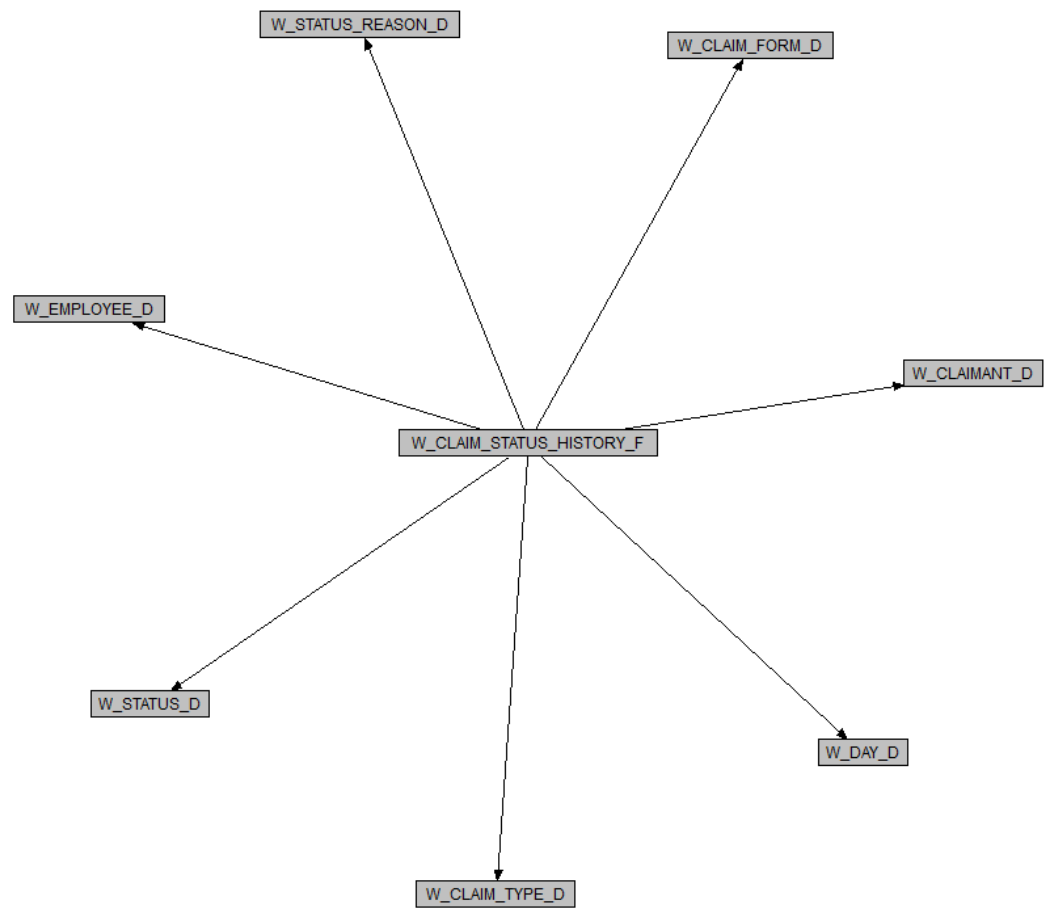 W_STATUS_REASON_D
W_CLAIM_FORM_D
W_EMPLOYEE_D
W_CLAIMANT_D
W_CLAIM_STATUS_HISTORY_F
W_STATUS_D
W_DAY_D
W_CLAIM_TYPE_D